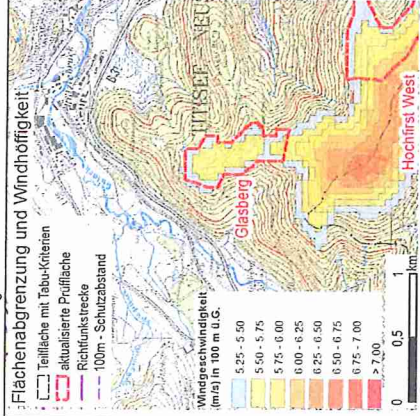 Flächenabgrenzung und Windhöffigkeit
Teilfläche mit Tabu-Kriterien
aktualisierte Prüffläche
Richtfunkstrecke
100m - Schutzabstand
TITISEE-NEUS
Glasberg
Hochfirst West
Windgeschwindigkeit
(m/s) in 100 m ü.G.
5.25 - 5.50
5.50 - 5.75
5.75 - 6.00
6.00 - 6.25
6.25 - 6.50
6.50 - 6.75
6.75 - 7.00
> 7.00
0 0.5 1
km